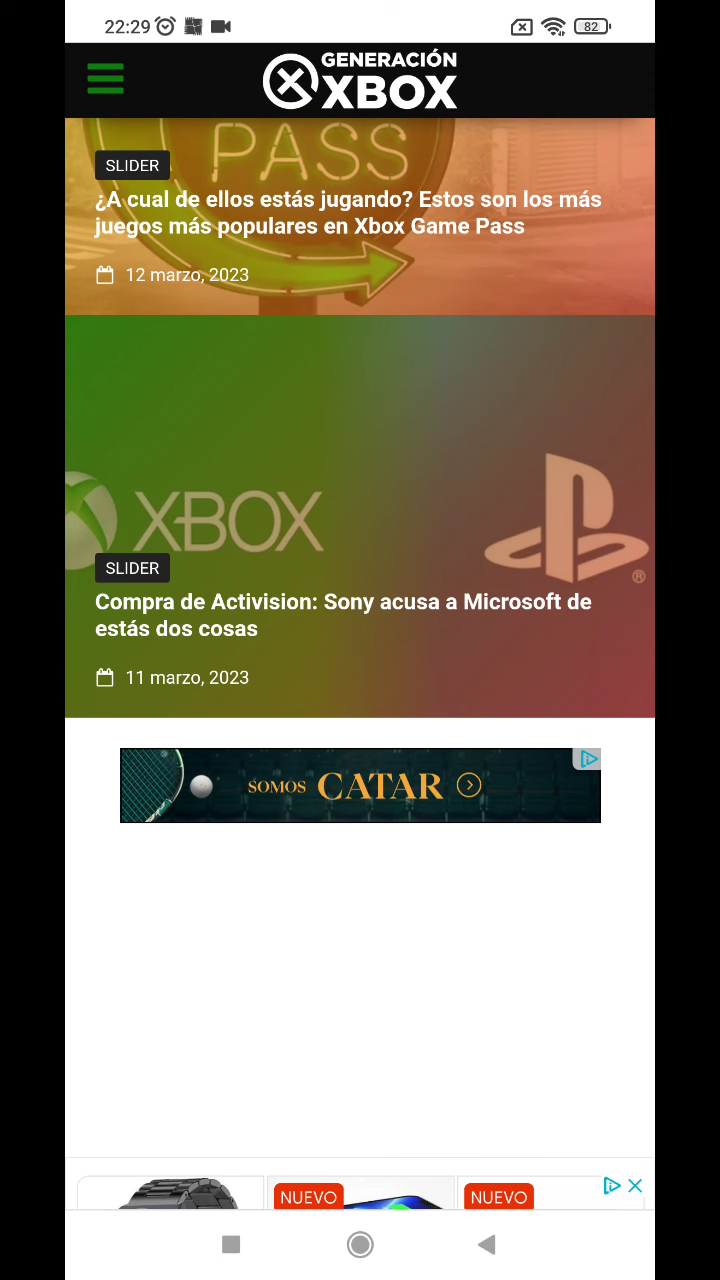 22:29
82
GENERACIÓN
XBOX
PASS
SLIDER
¿A cual de ellos estás jugando? Estos son los más
juegos más populares en Xbox Game Pass
12 marzo, 2023
XBOX
®
SLIDER
Compra de Activision: Sony acusa a Microsoft de
estás dos cosas
11 marzo, 2023
SOMOS CATAR
NUEVO
NUEVO